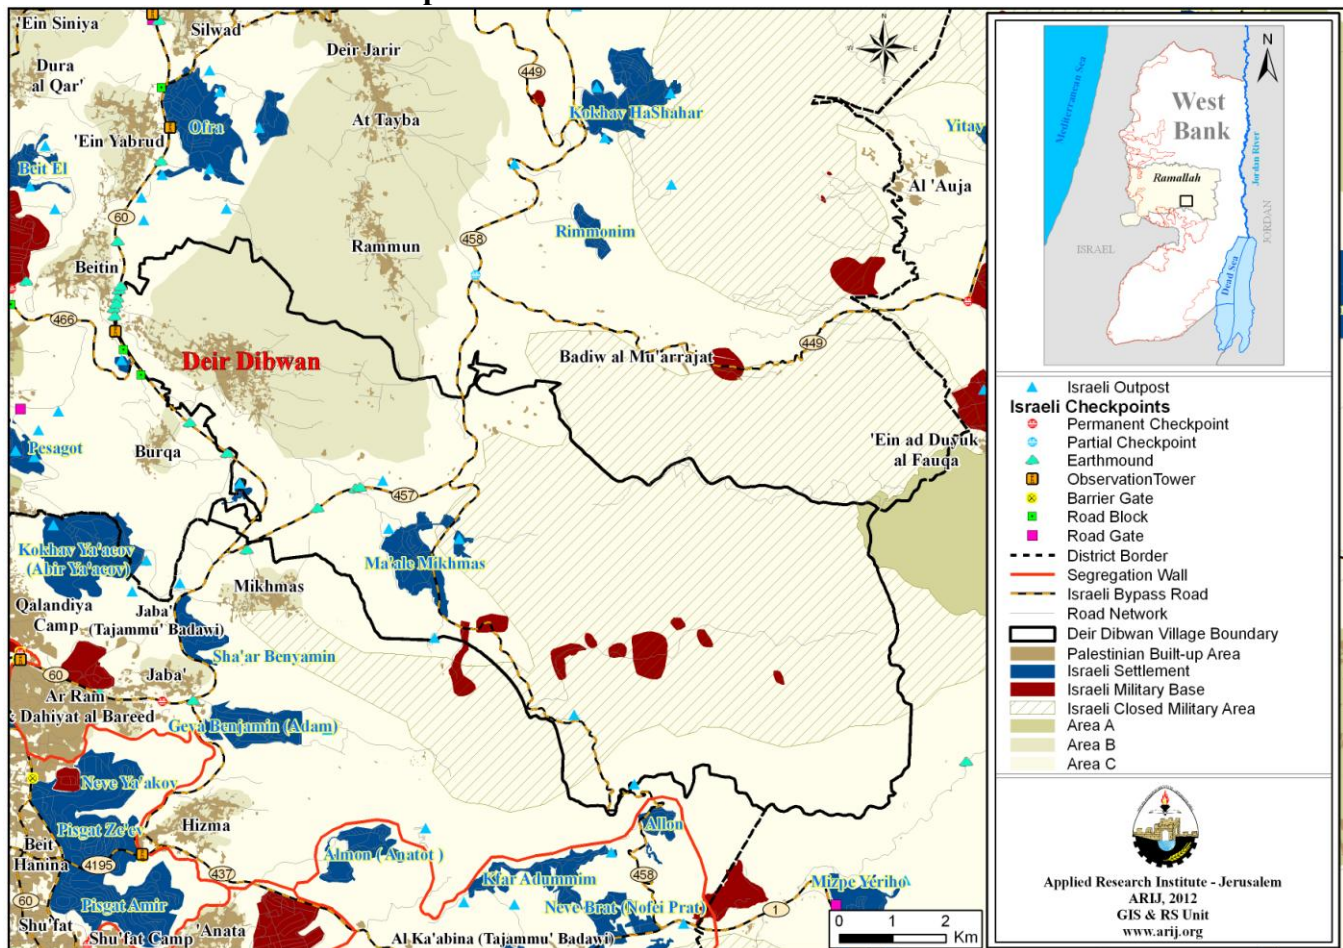 'Ein Siniya
Silwad
Deir Jarir
Dura
al Qar'
449
Kokhav HaShahar
Ofra
At Tayba
'Ein Yabrud
Beit El
Yitav
Al 'Auja
60
Rimmonim
458
Rammun
Beitin
466
Deir Dibwan
Badiw al Mu'arrajat
449
Pesagot
Burqa
'Ein ad Duyuk
al Fauqa
457
Kokhav Ya'acov
(Abir Ya'acov)
Ma'ale Mikhmas
Mikhmas
Qalandiya
Camp
Jaba'
(Tajammu' Badawi)
Sha'ar Benyamin
60
Jaba'
Ar Ram
Dahiyat al Bareed
Geva Benjamin (Adam)
Neve Ya'akov
Pisgat Ze'ev
Hizma
Allon
Beit
Hanina
4195
Almon ( Anatot )
437
Kfar Adummim
458
Mizpe Yeriho
60
Pisgat Amir
Neve Brat (Nofei Prat)
1
Shu'fat
Shu'fat Camp
'Anata
Al Ka'abina (Tajammu' Badawi)
0 1 2
Km
N
W E
S
N
Mediterranean Sea
West
Bank
Jordan River
Ramallah
JORDAN
ISRAEL
Dead Sea
Israeli Outpost
Israeli Checkpoints
Permanent Checkpoint
Partial Checkpoint
Earthmound
ObservationTower
Barrier Gate
Road Block
Road Gate
District Border
Segregation Wall
Israeli Bypass Road
Road Network
Deir Dibwan Village Boundary
Palestinian Built-up Area
Israeli Settlement
Israeli Military Base
Israeli Closed Military Area
Area A
Area B
Area C
Applied Research Institute - Jerusalem
ARIJ, 2012
GIS & RS Unit
www.arij.org